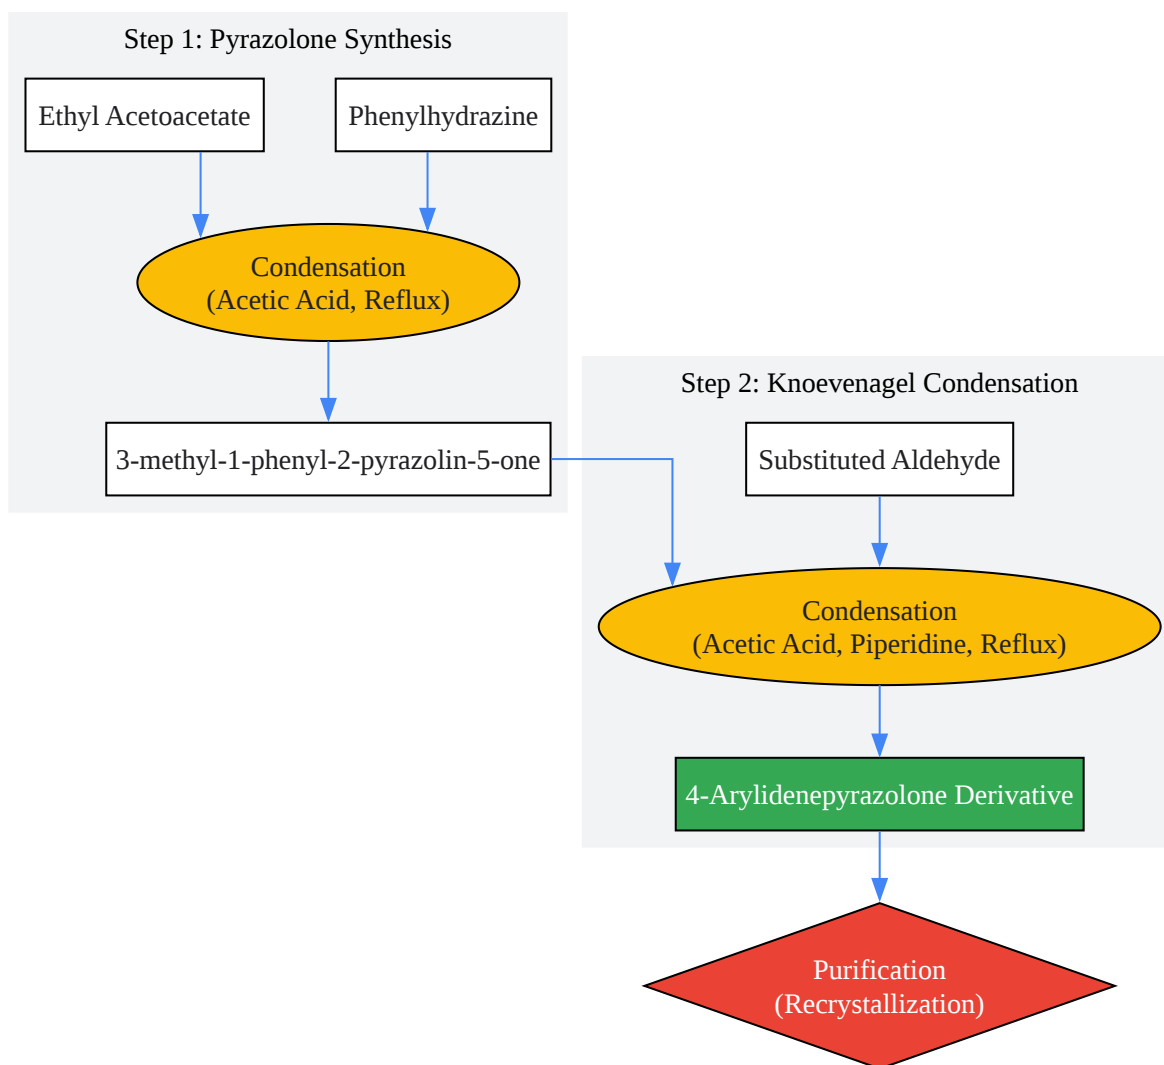 Step 1: Pyrazolone Synthesis
Ethyl Acetoacetate
Phenylhydrazine
Condensation
(Acetic Acid, Reflux)
3-methyl-1-phenyl-2-pyrazolin-5-one
Step 2: Knoevenagel Condensation
Substituted Aldehyde
Condensation
(Acetic Acid, Piperidine, Reflux)
4-Arylidenepyrazolone Derivative
Purification
(Recrystallization)